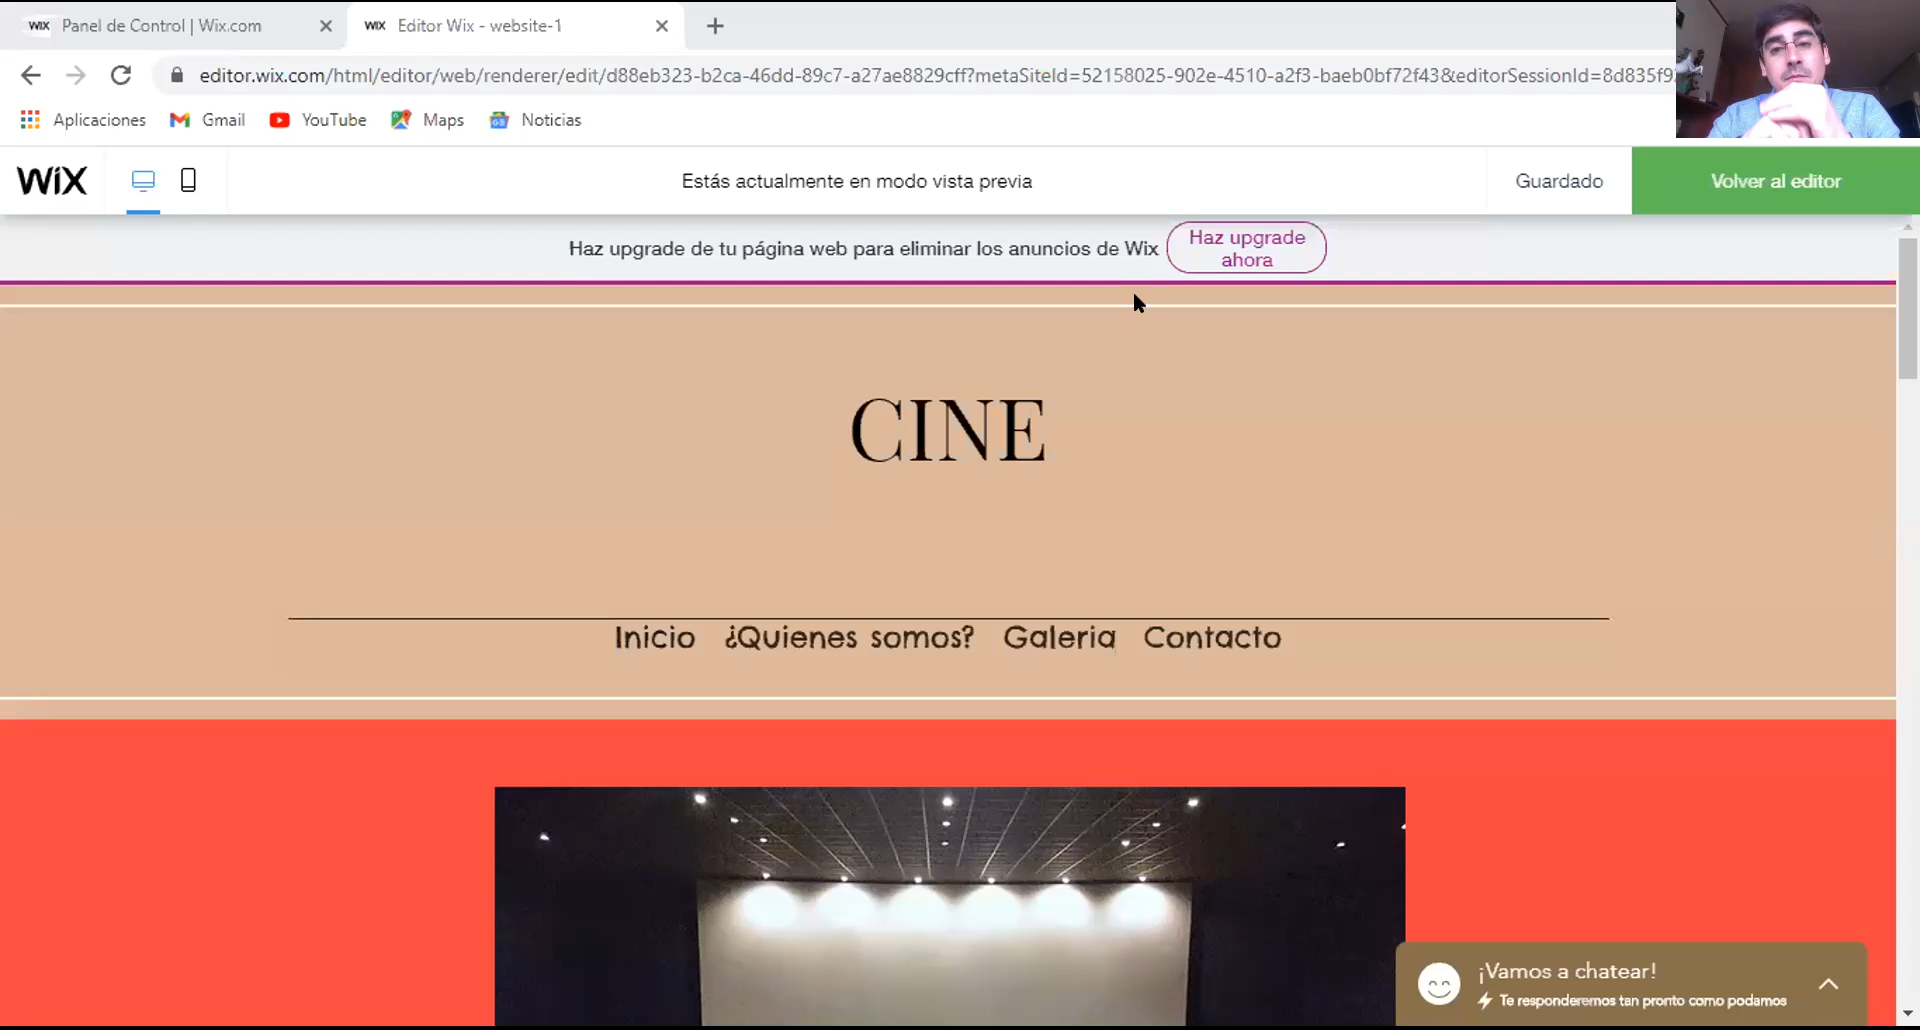 WIX Panel de Control | Wix.com
WIX Editor Wix - website-1
editor.wix.com/html/editor/web/renderer/edit/d88eb323-b2ca-46dd-89c7-a27ae8829cff?metaSiteId=52158025-902e-4510-a2f3-baeb0bf72f43&editorSessionId=8d835f9
Aplicaciones Gmail YouTube Maps Noticias
WiX
Estás actualmente en modo vista previa
Guardado
Volver al editor
Haz upgrade de tu página web para eliminar los anuncios de Wix
Haz upgrade
ahora
CINE
Inicio ¿Quienes somos? Galeria Contacto
¡Vamos a chatear!
Te responderemos tan pronto como podamos